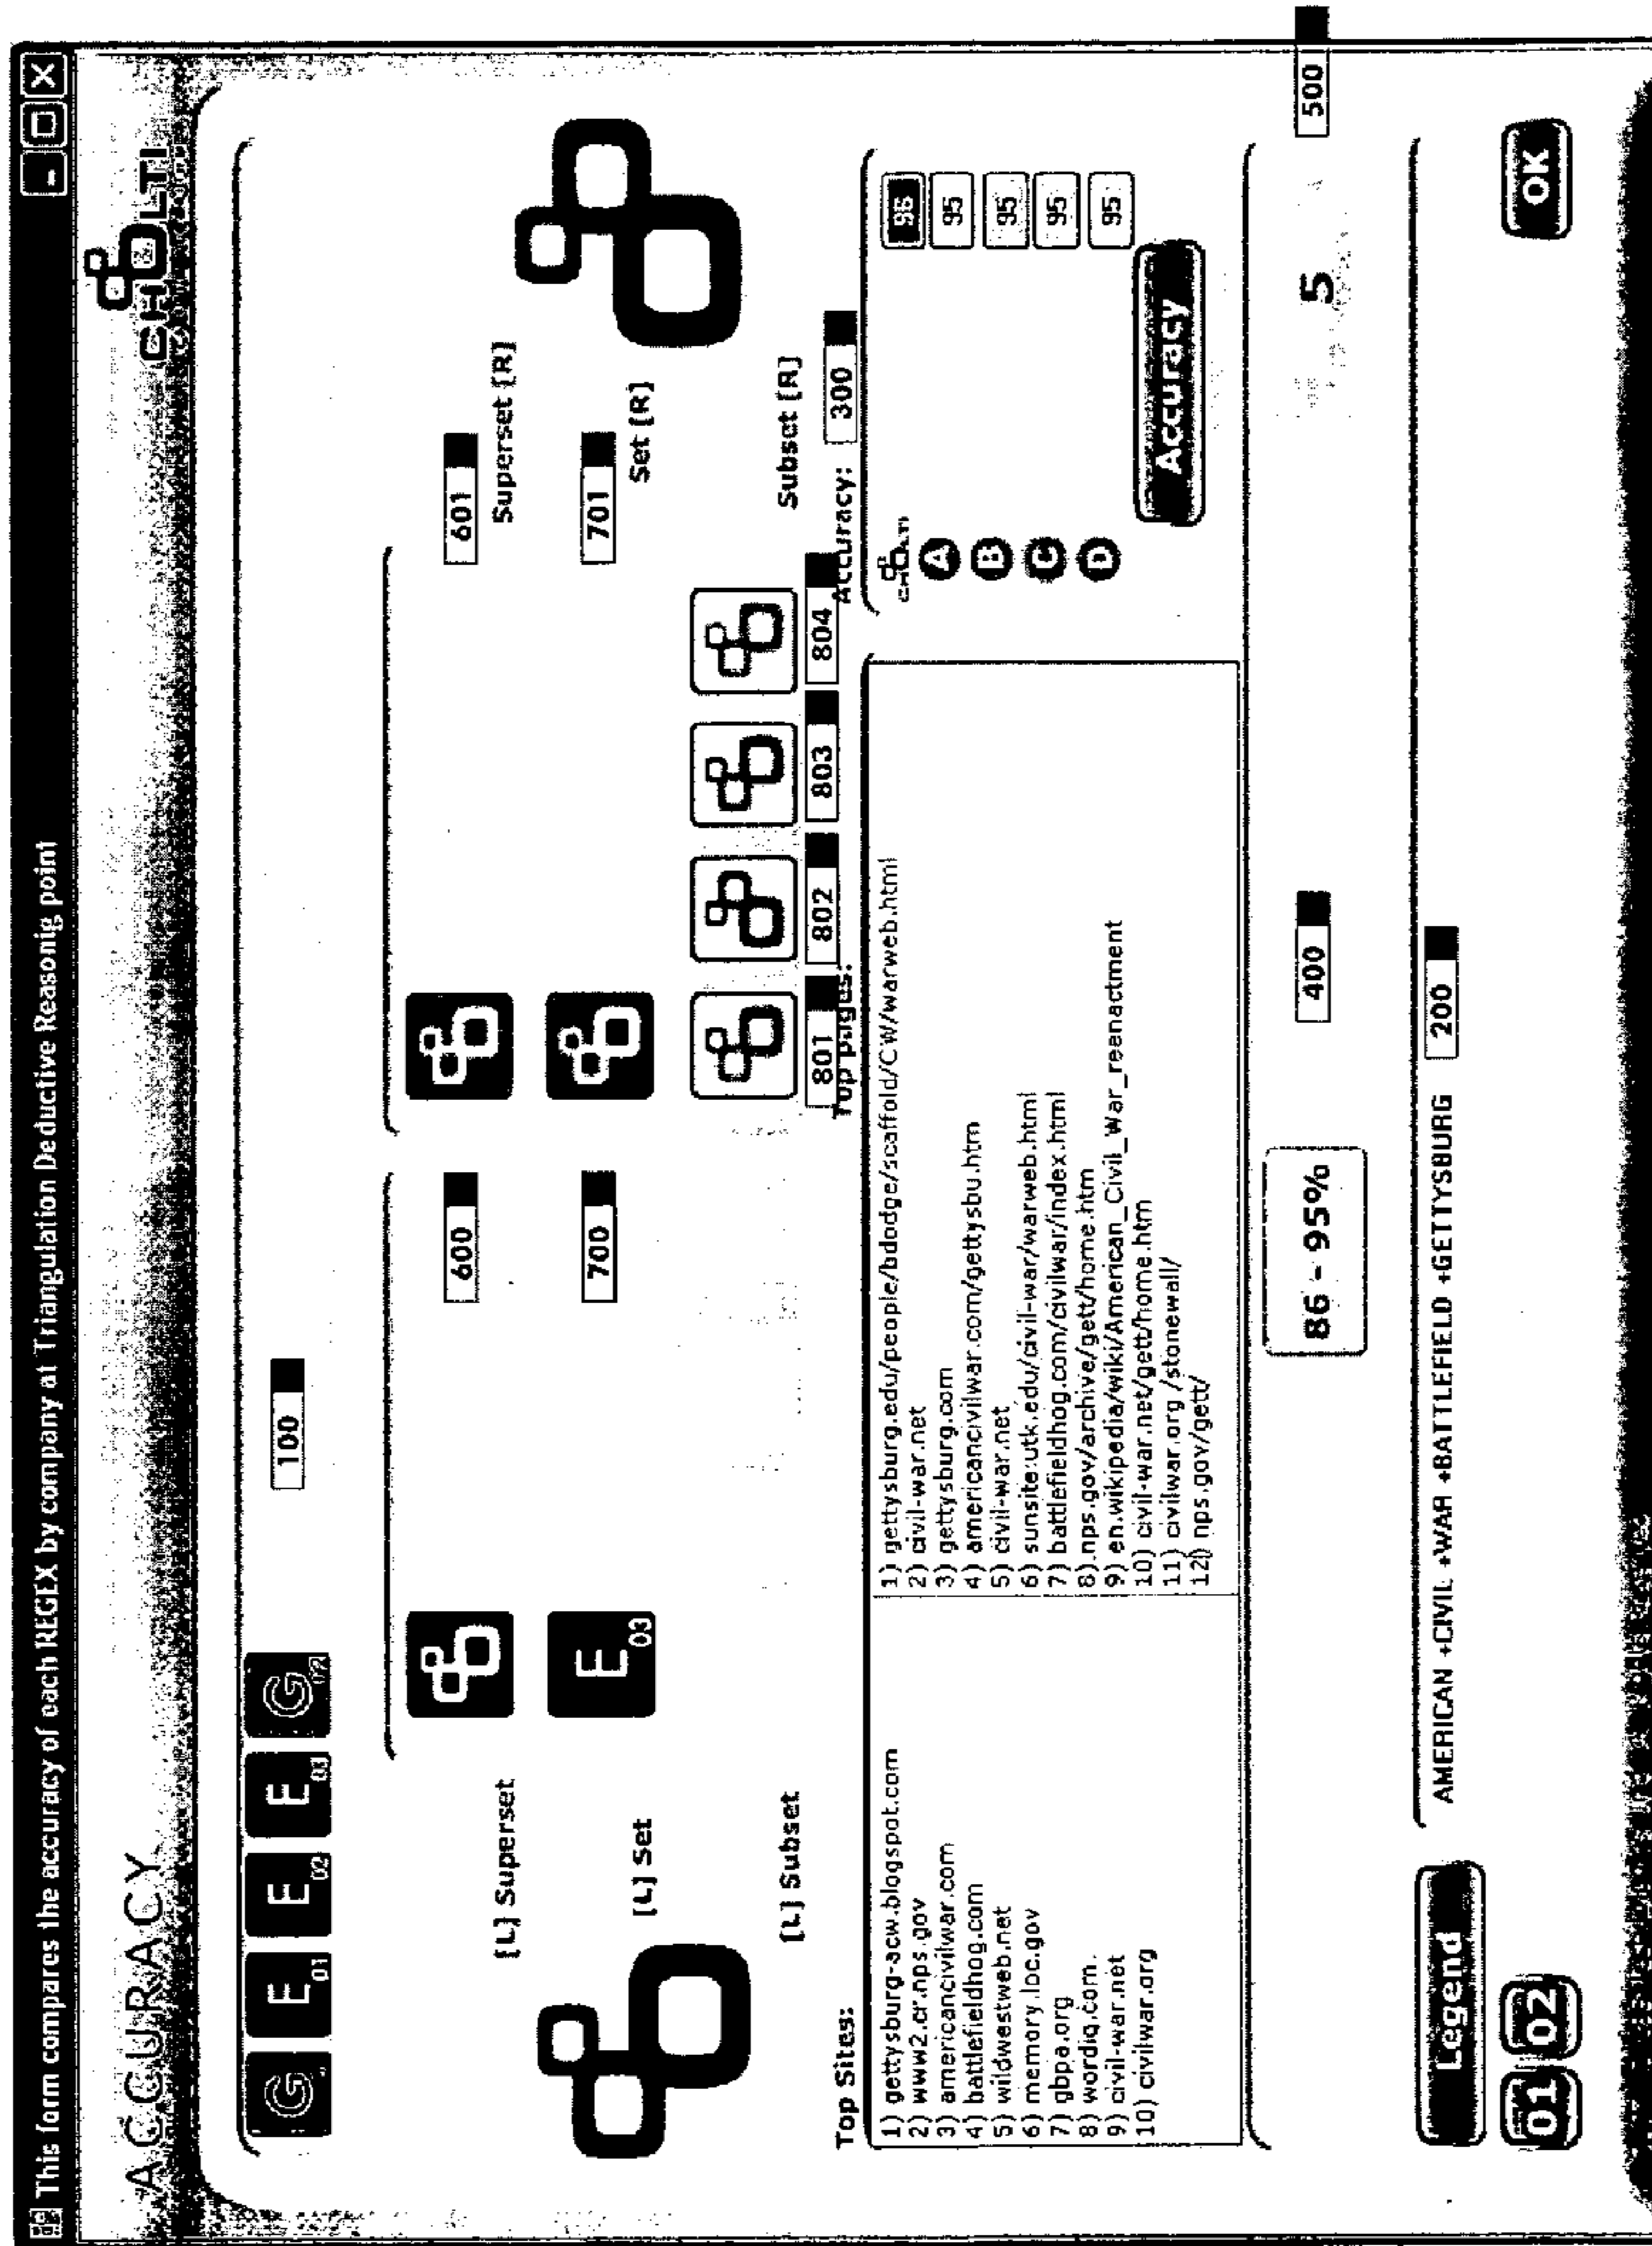 This form compares the accuracy of each REGEX by company at Triangulation Deductive Reasonig point
ACCURACY
CHOLTI
G
E 01
E 02
E 03
G 02
100
[L] Superset
600
601
Superset [R]
[L] Set
E 03
700
701
Set [R]
[L] Subset
801
802
803
804
Subset [R]
Top Sites:
1) gettysburg-acw.blogspot.com
2) www2.cr.nps.gov
3) americancivilwar.com
4) battlefieldhog.com
5) wildwestweb.net
6) memory.loc.gov
7) gbpa.org
8) wordiq.com.
9) civil-war.net
10) civilwar.org
Top pages:
1) gettysburg.edu/people/bdodge/scaffold/CW/warweb.html
2) civil-war.net
3) gettysburg.com
4) americancivilwar.com/gettysbu.htm
5) civil-war.net
6) sunsite.utk.edu/civil-war/warweb.html
7) battlefieldhog.com/civilwar/index.html
8) nps.gov/archive/gett/home.htm
9) en.wikipedia/wiki/American_Civil_War_reenactment
10) civil-war.net/gett/home.htm
11) civilwar.org /stonewall/
12) nps.gov/gett/
Accuracy:
300
CHOLTI
A 95
B 95
C 95
D 95
Accuracy
86 - 95%
400
5
500
Legend
AMERICAN +CIVIL +WAR +BATTLEFIELD +GETTYSBURG
200
01 02
OK